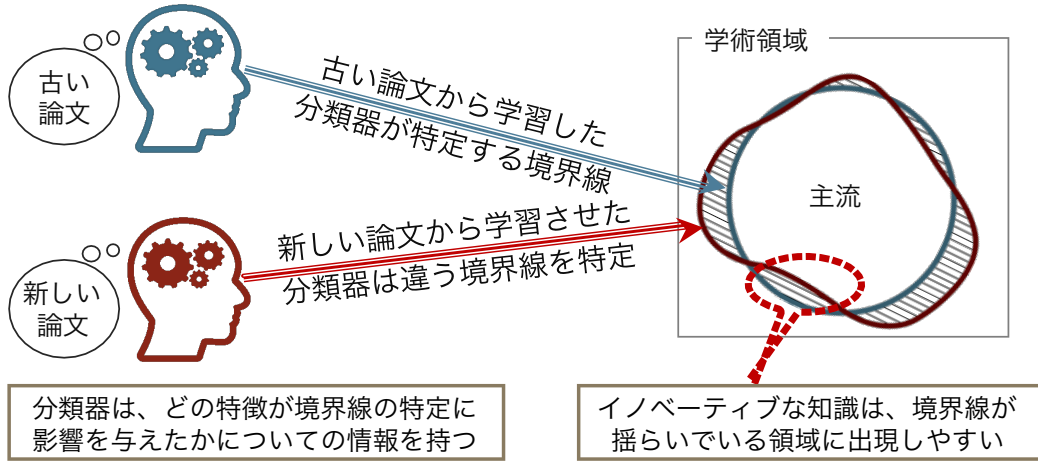 古い
論文
古い論文から学習した
分類器が特定する境界線
学術領域
主流
新しい
論文
新しい論文から学習させた
分類器は違う境界線を特定
分類器は、どの特徴が境界線の特定に
影響を与えたかについての情報を持つ
イノベーティブな知識は、境界線が
揺らいでいる領域に出現しやすい